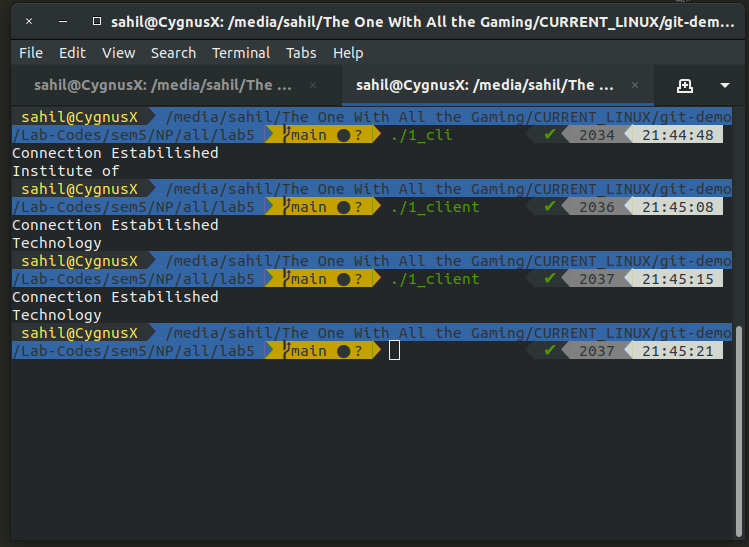 sahil@CygnusX: /media/sahil/The One With All the Gaming/CURRENT_LINUX/git-dem...
File Edit View Search Terminal Tabs Help
sahil@CygnusX: /media/sahil/The ... × sahil@CygnusX: /media/sahil/The ... ×
sahil@CygnusX /media/sahil/The One With All the Gaming/CURRENT_LINUX/git-demo
/Lab-Codes/sem5/NP/all/lab5 main ●? ./1_cli ✔ 2034 21:44:48
Connection Estabilished
Institute of
sahil@CygnusX /media/sahil/The One With All the Gaming/CURRENT_LINUX/git-demo
/Lab-Codes/sem5/NP/all/lab5 main ●? ./1_client ✔ 2036 21:45:08
Connection Estabilished
Technology
sahil@CygnusX /media/sahil/The One With All the Gaming/CURRENT_LINUX/git-demo
/Lab-Codes/sem5/NP/all/lab5 main ●? ./1_client ✔ 2037 21:45:15
Connection Estabilished
Technology
sahil@CygnusX /media/sahil/The One With All the Gaming/CURRENT_LINUX/git-demo
/Lab-Codes/sem5/NP/all/lab5 main ●? ✔ 2037 21:45:21